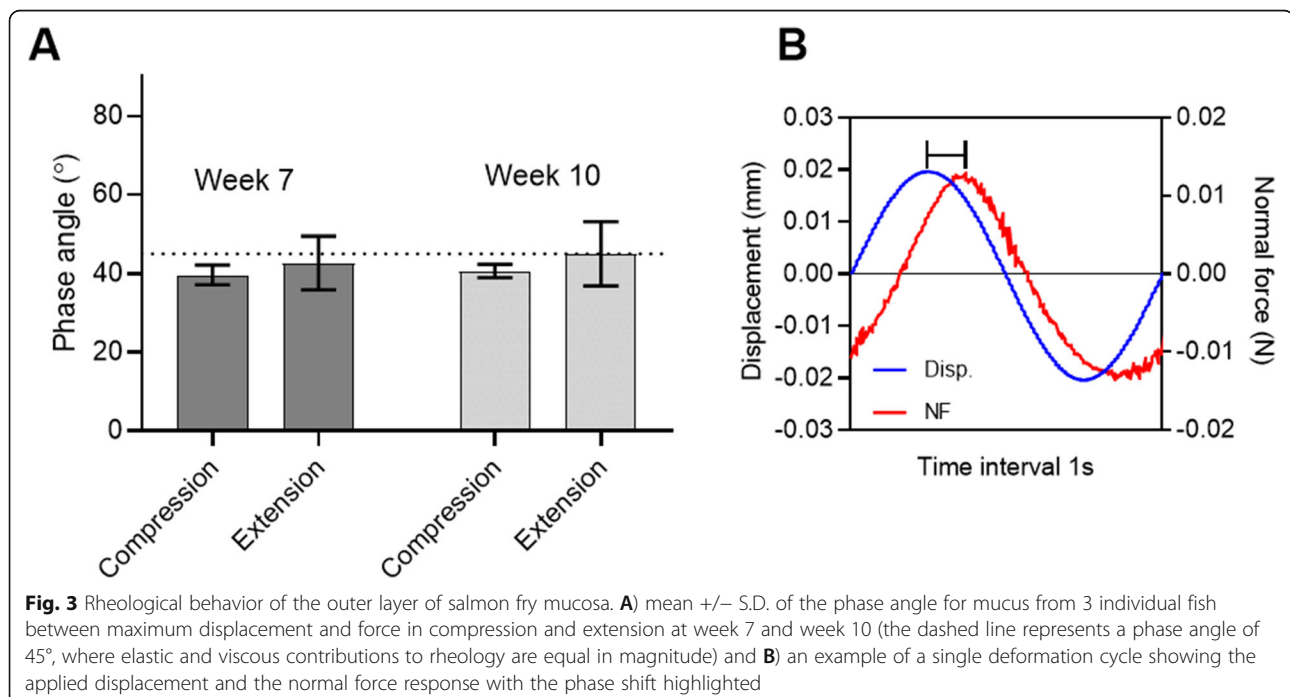 A
B
Phase angle (°)
80
60
40
20
0
Week 7
Week 10
Compression
Extension
Compression
Extension
Displacement (mm)
0.03
0.02
0.01
0.00
-0.01
-0.02
-0.03
Disp.
NF
0.02
0.01
0.00
-0.01
-0.02
Normal force (N)
Time interval 1s
Fig. 3 Rheological behavior of the outer layer of salmon fry mucosa. A) mean +/− S.D. of the phase angle for mucus from 3 individual fish
between maximum displacement and force in compression and extension at week 7 and week 10 (the dashed line represents a phase angle of
45°, where elastic and viscous contributions to rheology are equal in magnitude) and B) an example of a single deformation cycle showing the
applied displacement and the normal force response with the phase shift highlighted